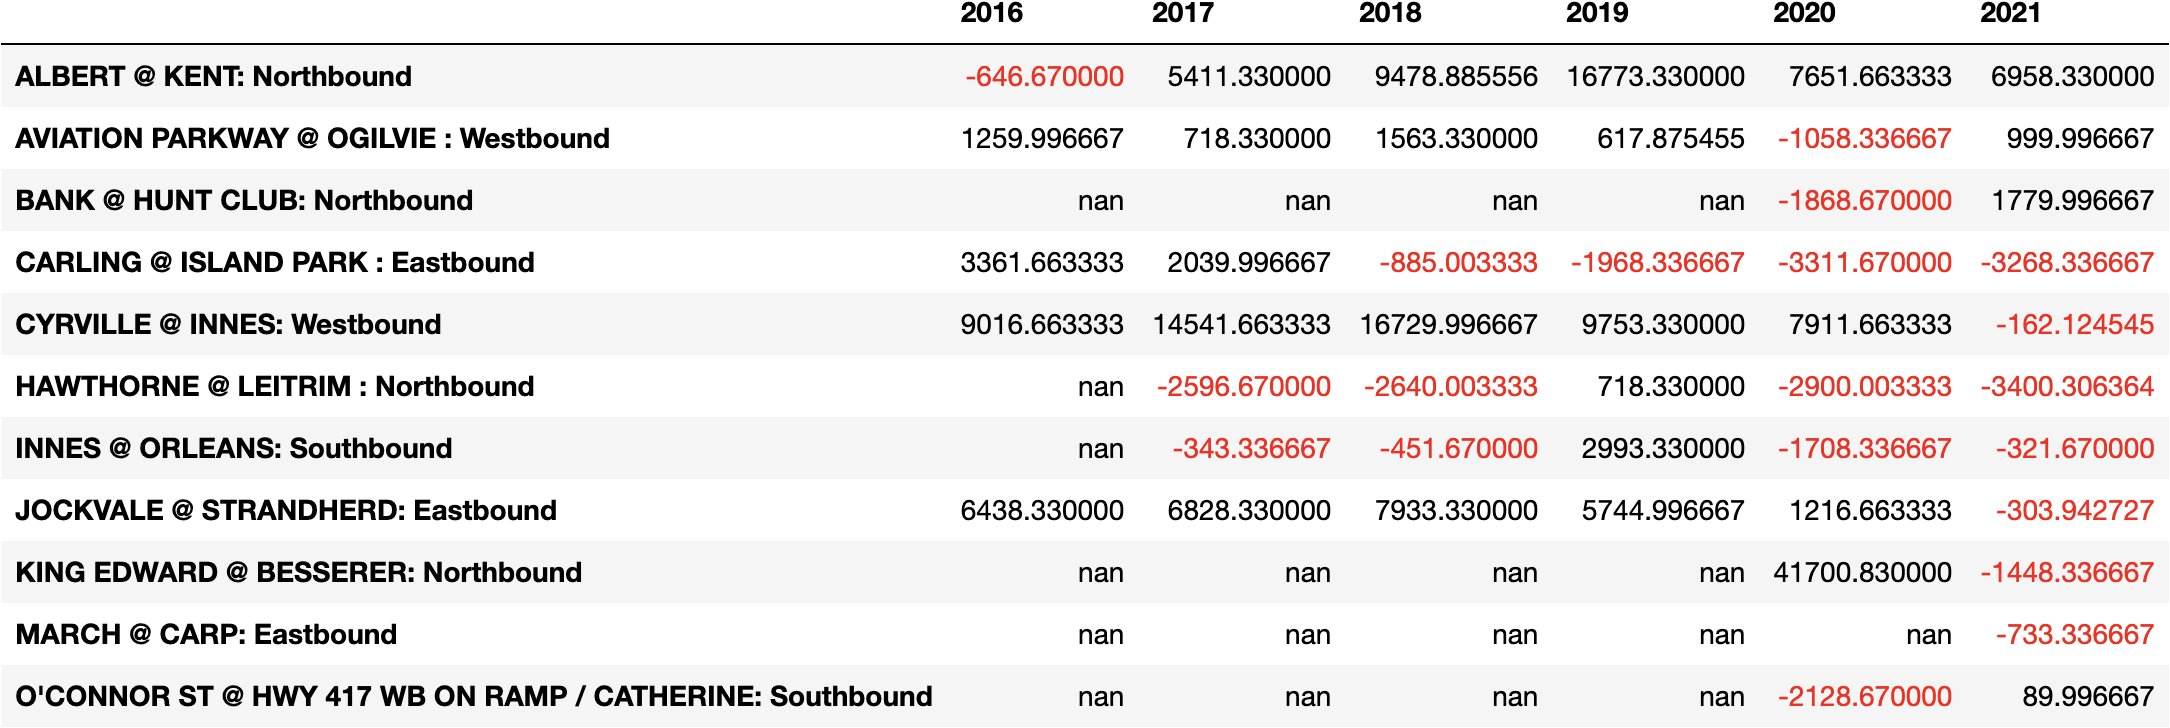 2016 2017 2018 2019 2020 2021
ALBERT @ KENT: Northbound -646.670000 5411.330000 9478.885556 16773.330000 7651.663333 6958.330000
AVIATION PARKWAY @ OGILVIE : Westbound 1259.996667 718.330000 1563.330000 617.875455 -1058.336667 999.996667
BANK @ HUNT CLUB: Northbound nan nan nan nan -1868.670000 1779.996667
CARLING @ ISLAND PARK : Eastbound 3361.663333 2039.996667 -885.003333 -1968.336667 -3311.670000 -3268.336667
CYRVILLE @ INNES: Westbound 9016.663333 14541.663333 16729.996667 9753.330000 7911.663333 -162.124545
HAWTHORNE @ LEITRIM : Northbound nan -2596.670000 -2640.003333 718.330000 -2900.003333 -3400.306364
INNES @ ORLEANS: Southbound nan -343.336667 -451.670000 2993.330000 -1708.336667 -321.670000
JOCKVALE @ STRANDHERD: Eastbound 6438.330000 6828.330000 7933.330000 5744.996667 1216.663333 -303.942727
KING EDWARD @ BESSERER: Northbound nan nan nan nan 41700.830000 -1448.336667
MARCH @ CARP: Eastbound nan nan nan nan nan -733.336667
O'CONNOR ST @ HWY 417 WB ON RAMP / CATHERINE: Southbound nan nan nan nan -2128.670000 89.996667